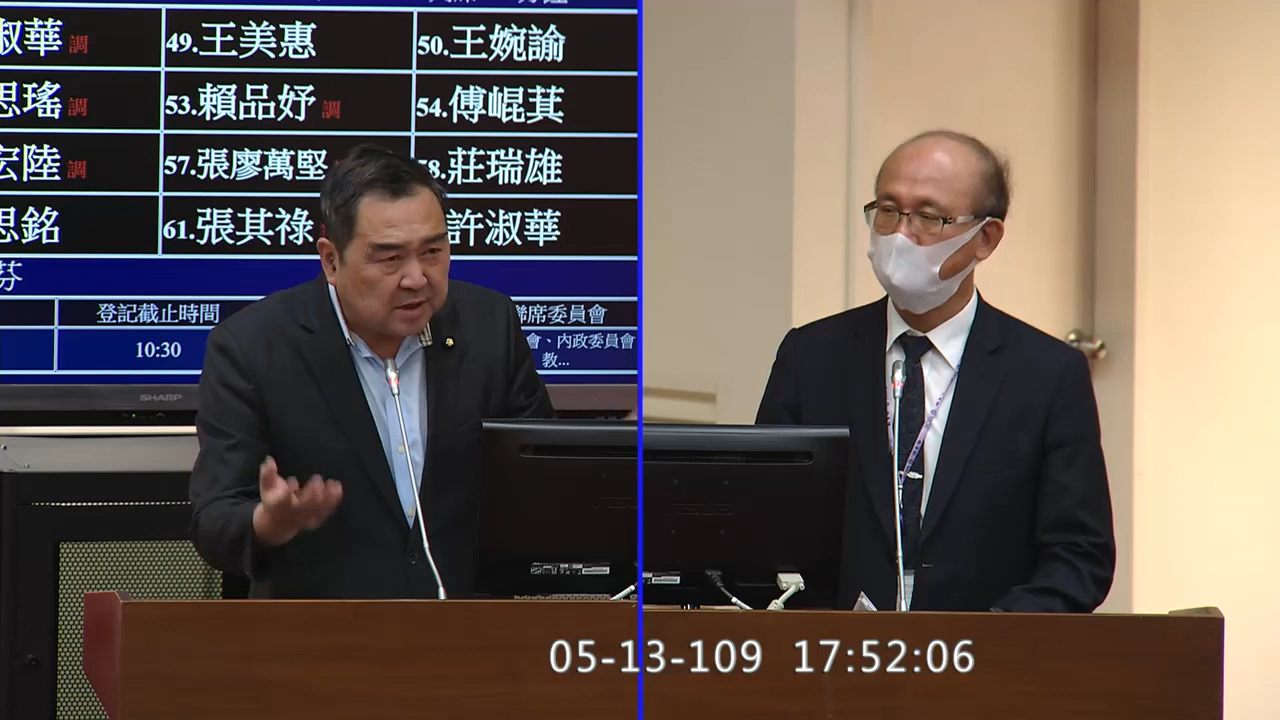 淑華調 49.王美惠 50.王婉諭
思瑤調 53.賴品妤調 54.傅崐萁
宏陸調 57.張廖萬堅 58.莊瑞雄
思銘 61.張其祿 許淑華
芬
登記截止時間 聯席委員會
10:30 會、內政委員會
教...
SHARP
05-13-109 17:52:06